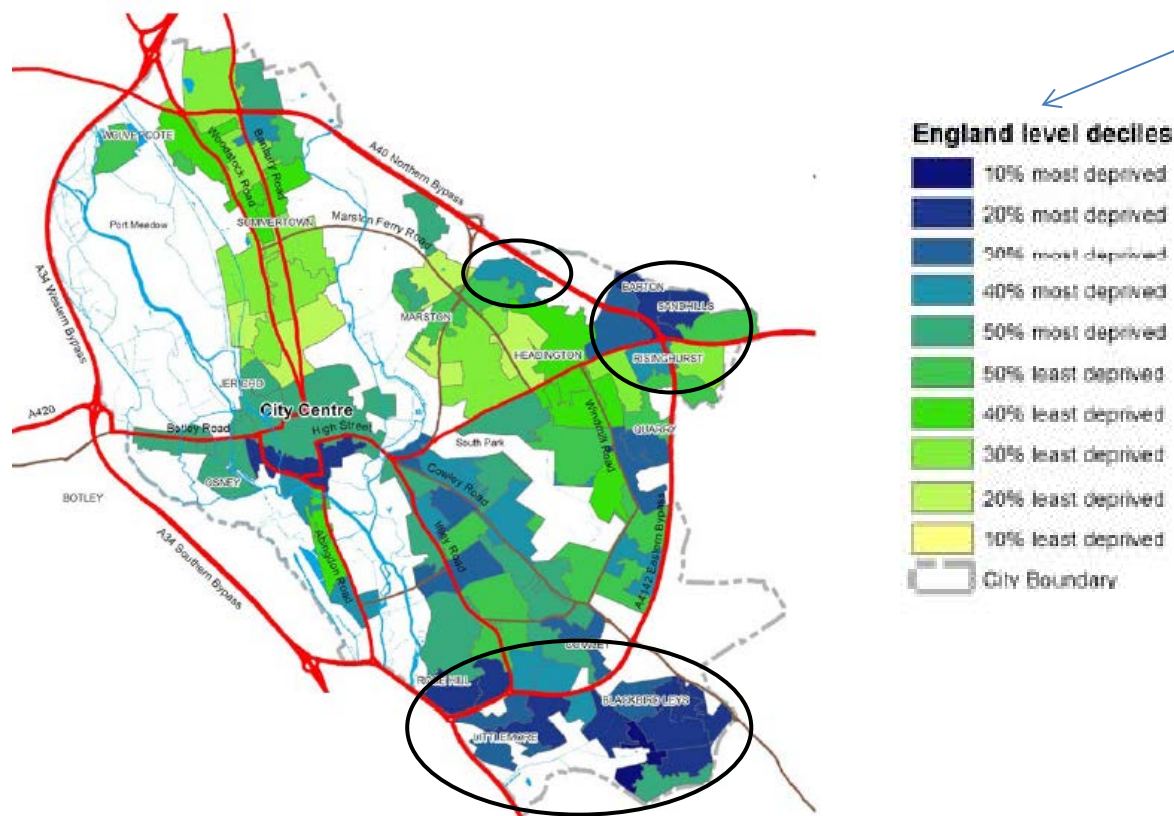 WOLVERCOTE
Woodstock Road
Banbury Road
A40 Northern Bypass
Port Meadow
SUMMERTOWN
Marston Ferry Road
A34 Western Bypass
BARTON
SANDHILLS
MARSTON
HEADINGTON
RISINGHURST
JERICHO
City Centre
A420
Botley Road
High Street
South Park
Windmill Road
QUARRY
OSNEY
Cowley Road
BOTLEY
Abingdon Road
Iffley Road
A34 Southern Bypass
A4142 Eastern Bypass
COWLEY
ROSE HILL
BLACKBIRD LEYS
LITTLEMORE
England level deciles
10% most deprived
20% most deprived
30% most deprived
40% most deprived
50% most deprived
50% least deprived
40% least deprived
30% least deprived
20% least deprived
10% least deprived
City Boundary